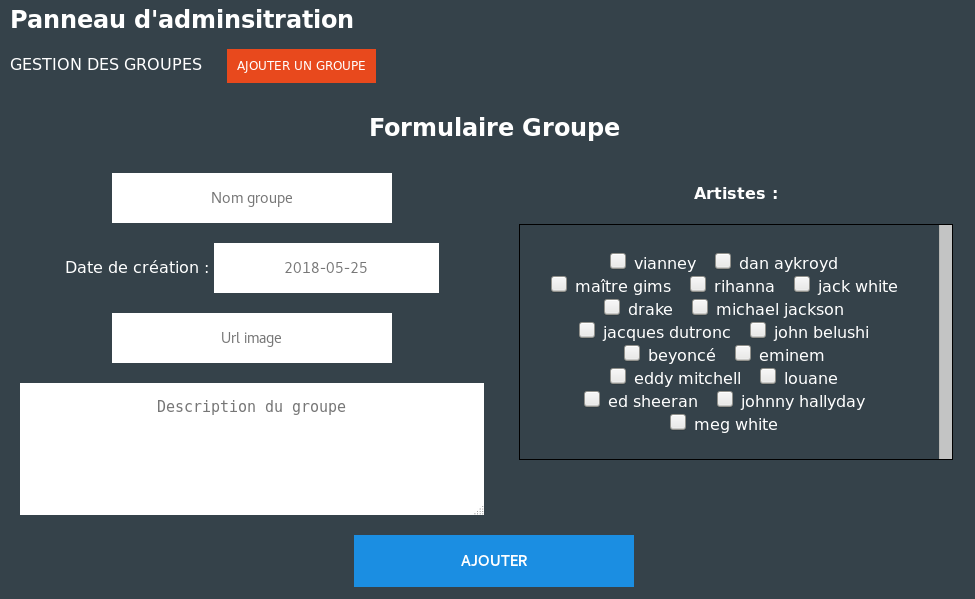 Panneau d'adminsitration
GESTION DES GROUPES AJOUTER UN GROUPE
Formulaire Groupe
Nom groupe
Date de création : 2018-05-25
Url image
Description du groupe
Artistes :
vianney dan aykroyd
maître gims rihanna jack white
drake michael jackson
jacques dutronc john belushi
beyoncé eminem
eddy mitchell louane
ed sheeran johnny hallyday
meg white
AJOUTER